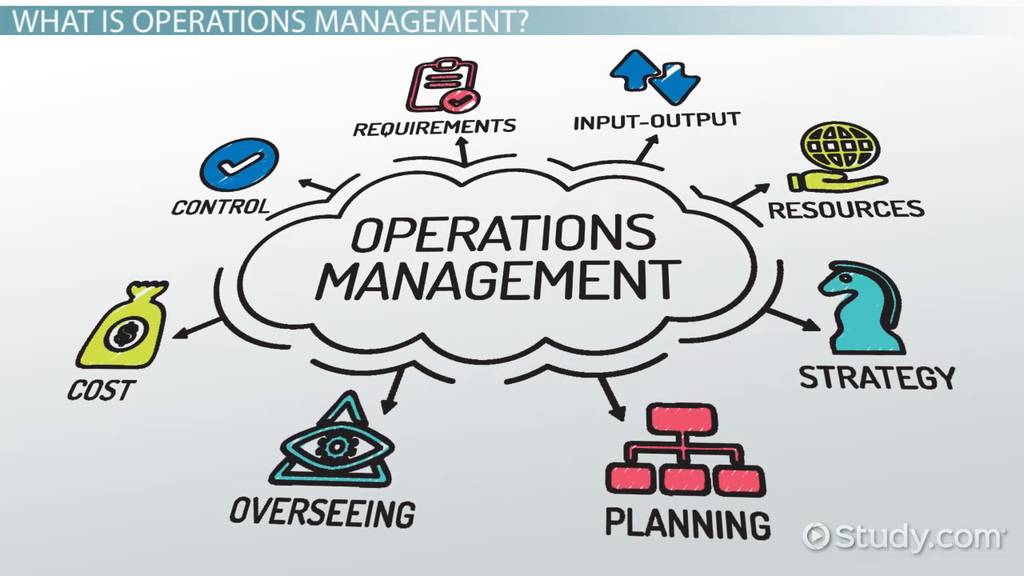 WHAT IS OPERATIONS MANAGEMENT?
REQUIREMENTS
INPUT-OUTPUT
CONTROL
RESOURCES
OPERATIONS
MANAGEMENT
COST
STRATEGY
OVERSEEING
PLANNING
Study.com